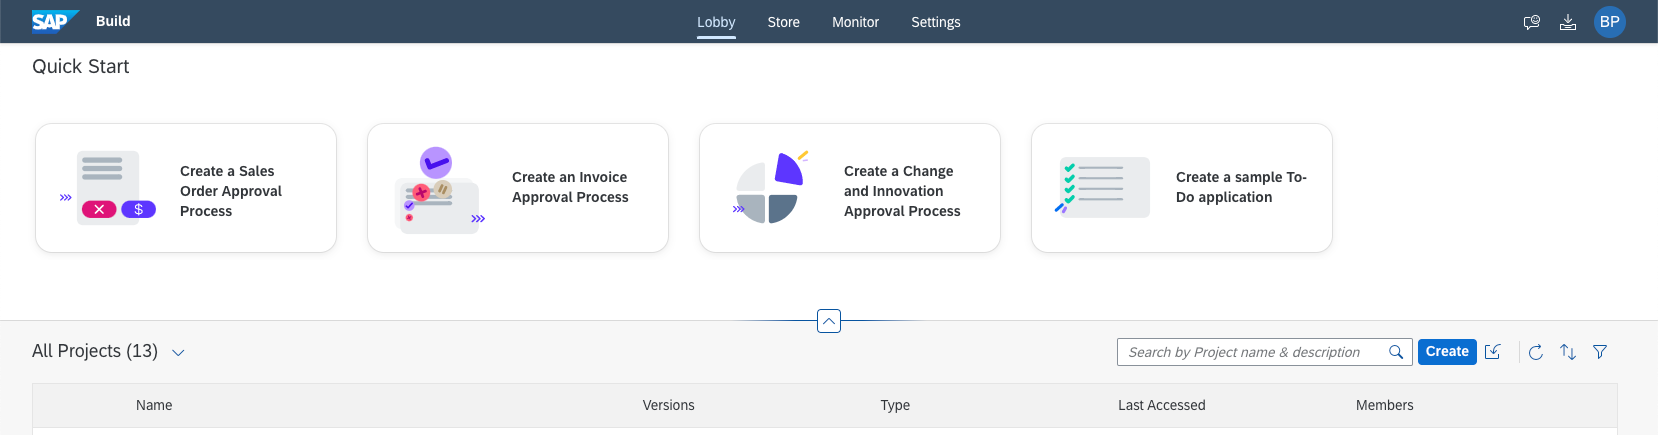 SAP Build Lobby Store Monitor Settings BP
Quick Start
Create a Sales
Order Approval
Process
Create an Invoice
Approval Process
Create a Change
and Innovation
Approval Process
Create a sample To-
Do application
All Projects (13) Search by Project name & description Create
Name Versions Type Last Accessed Members